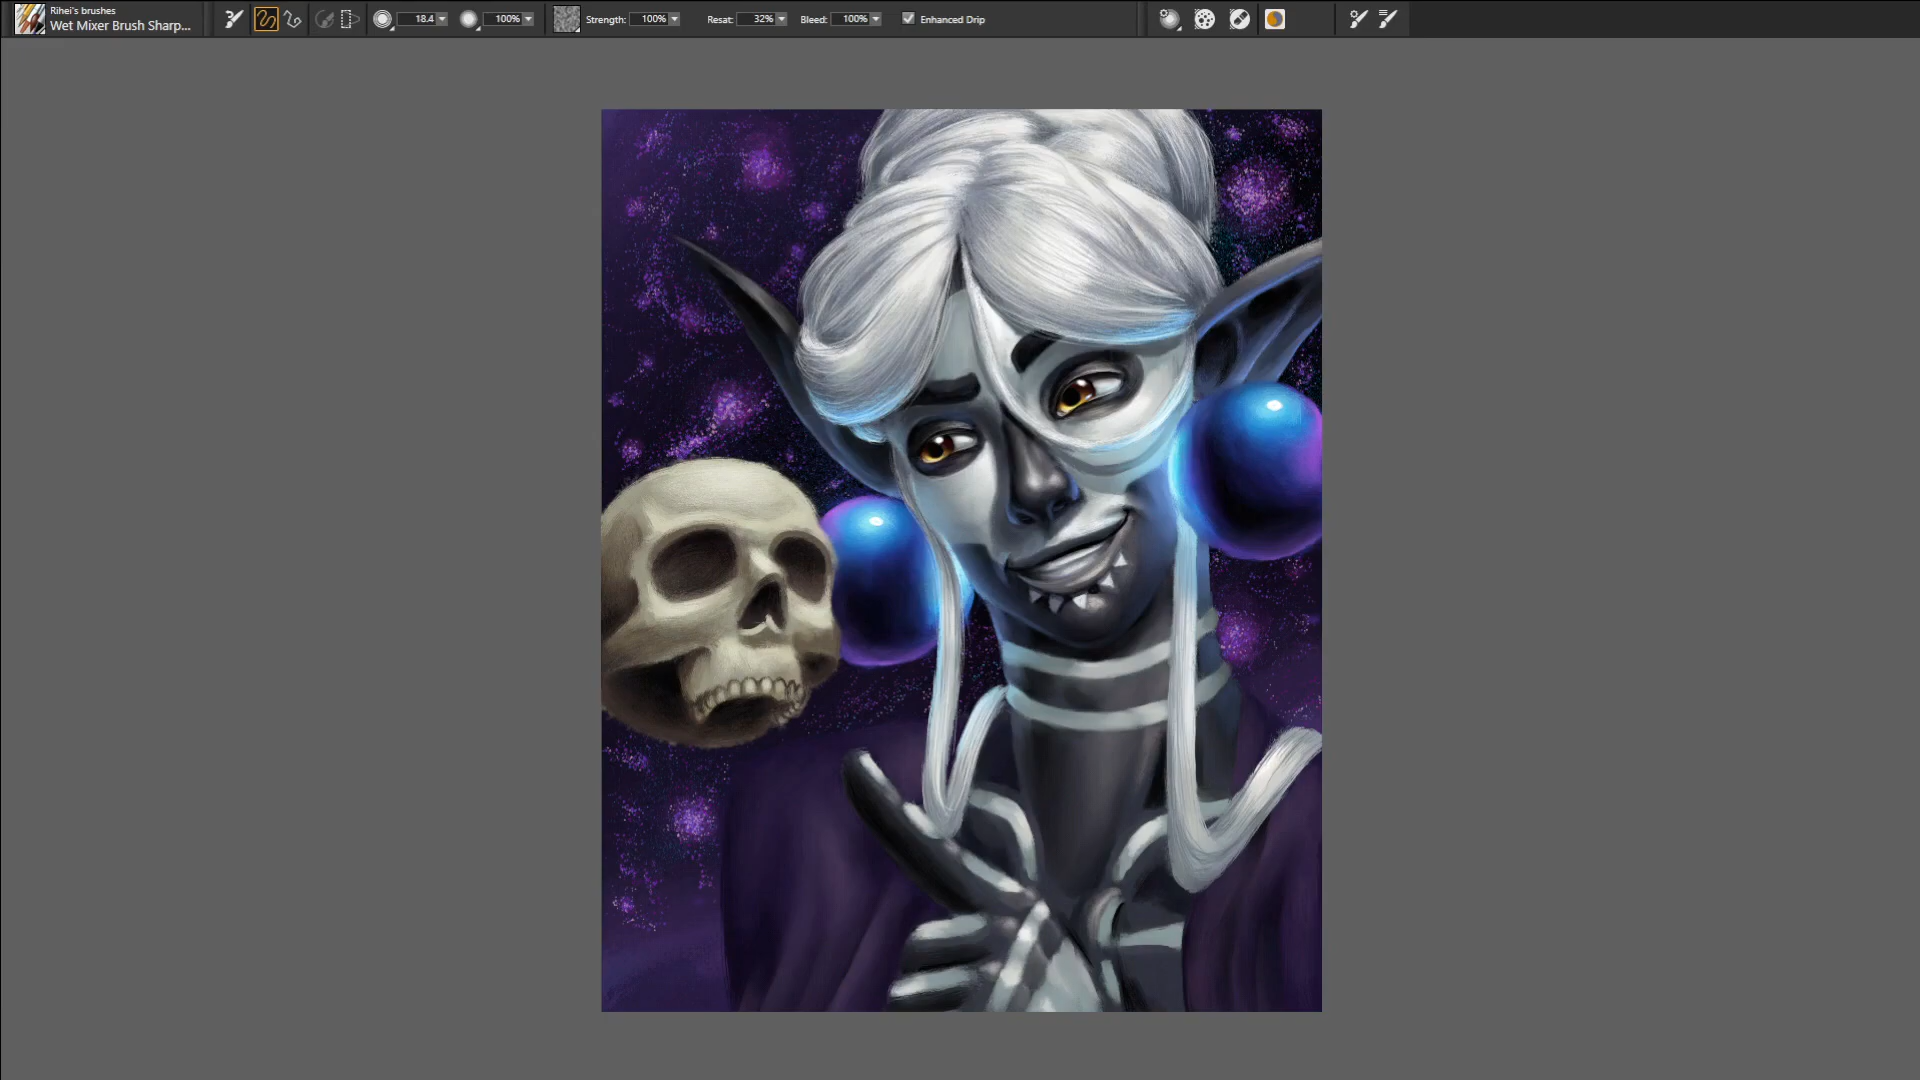 Rihei's brushes
Wet Mixer Brush Sharp...
18.4
100%
Strength: 100%
Resat: 32%
Bleed: 100%
Enhanced Drip